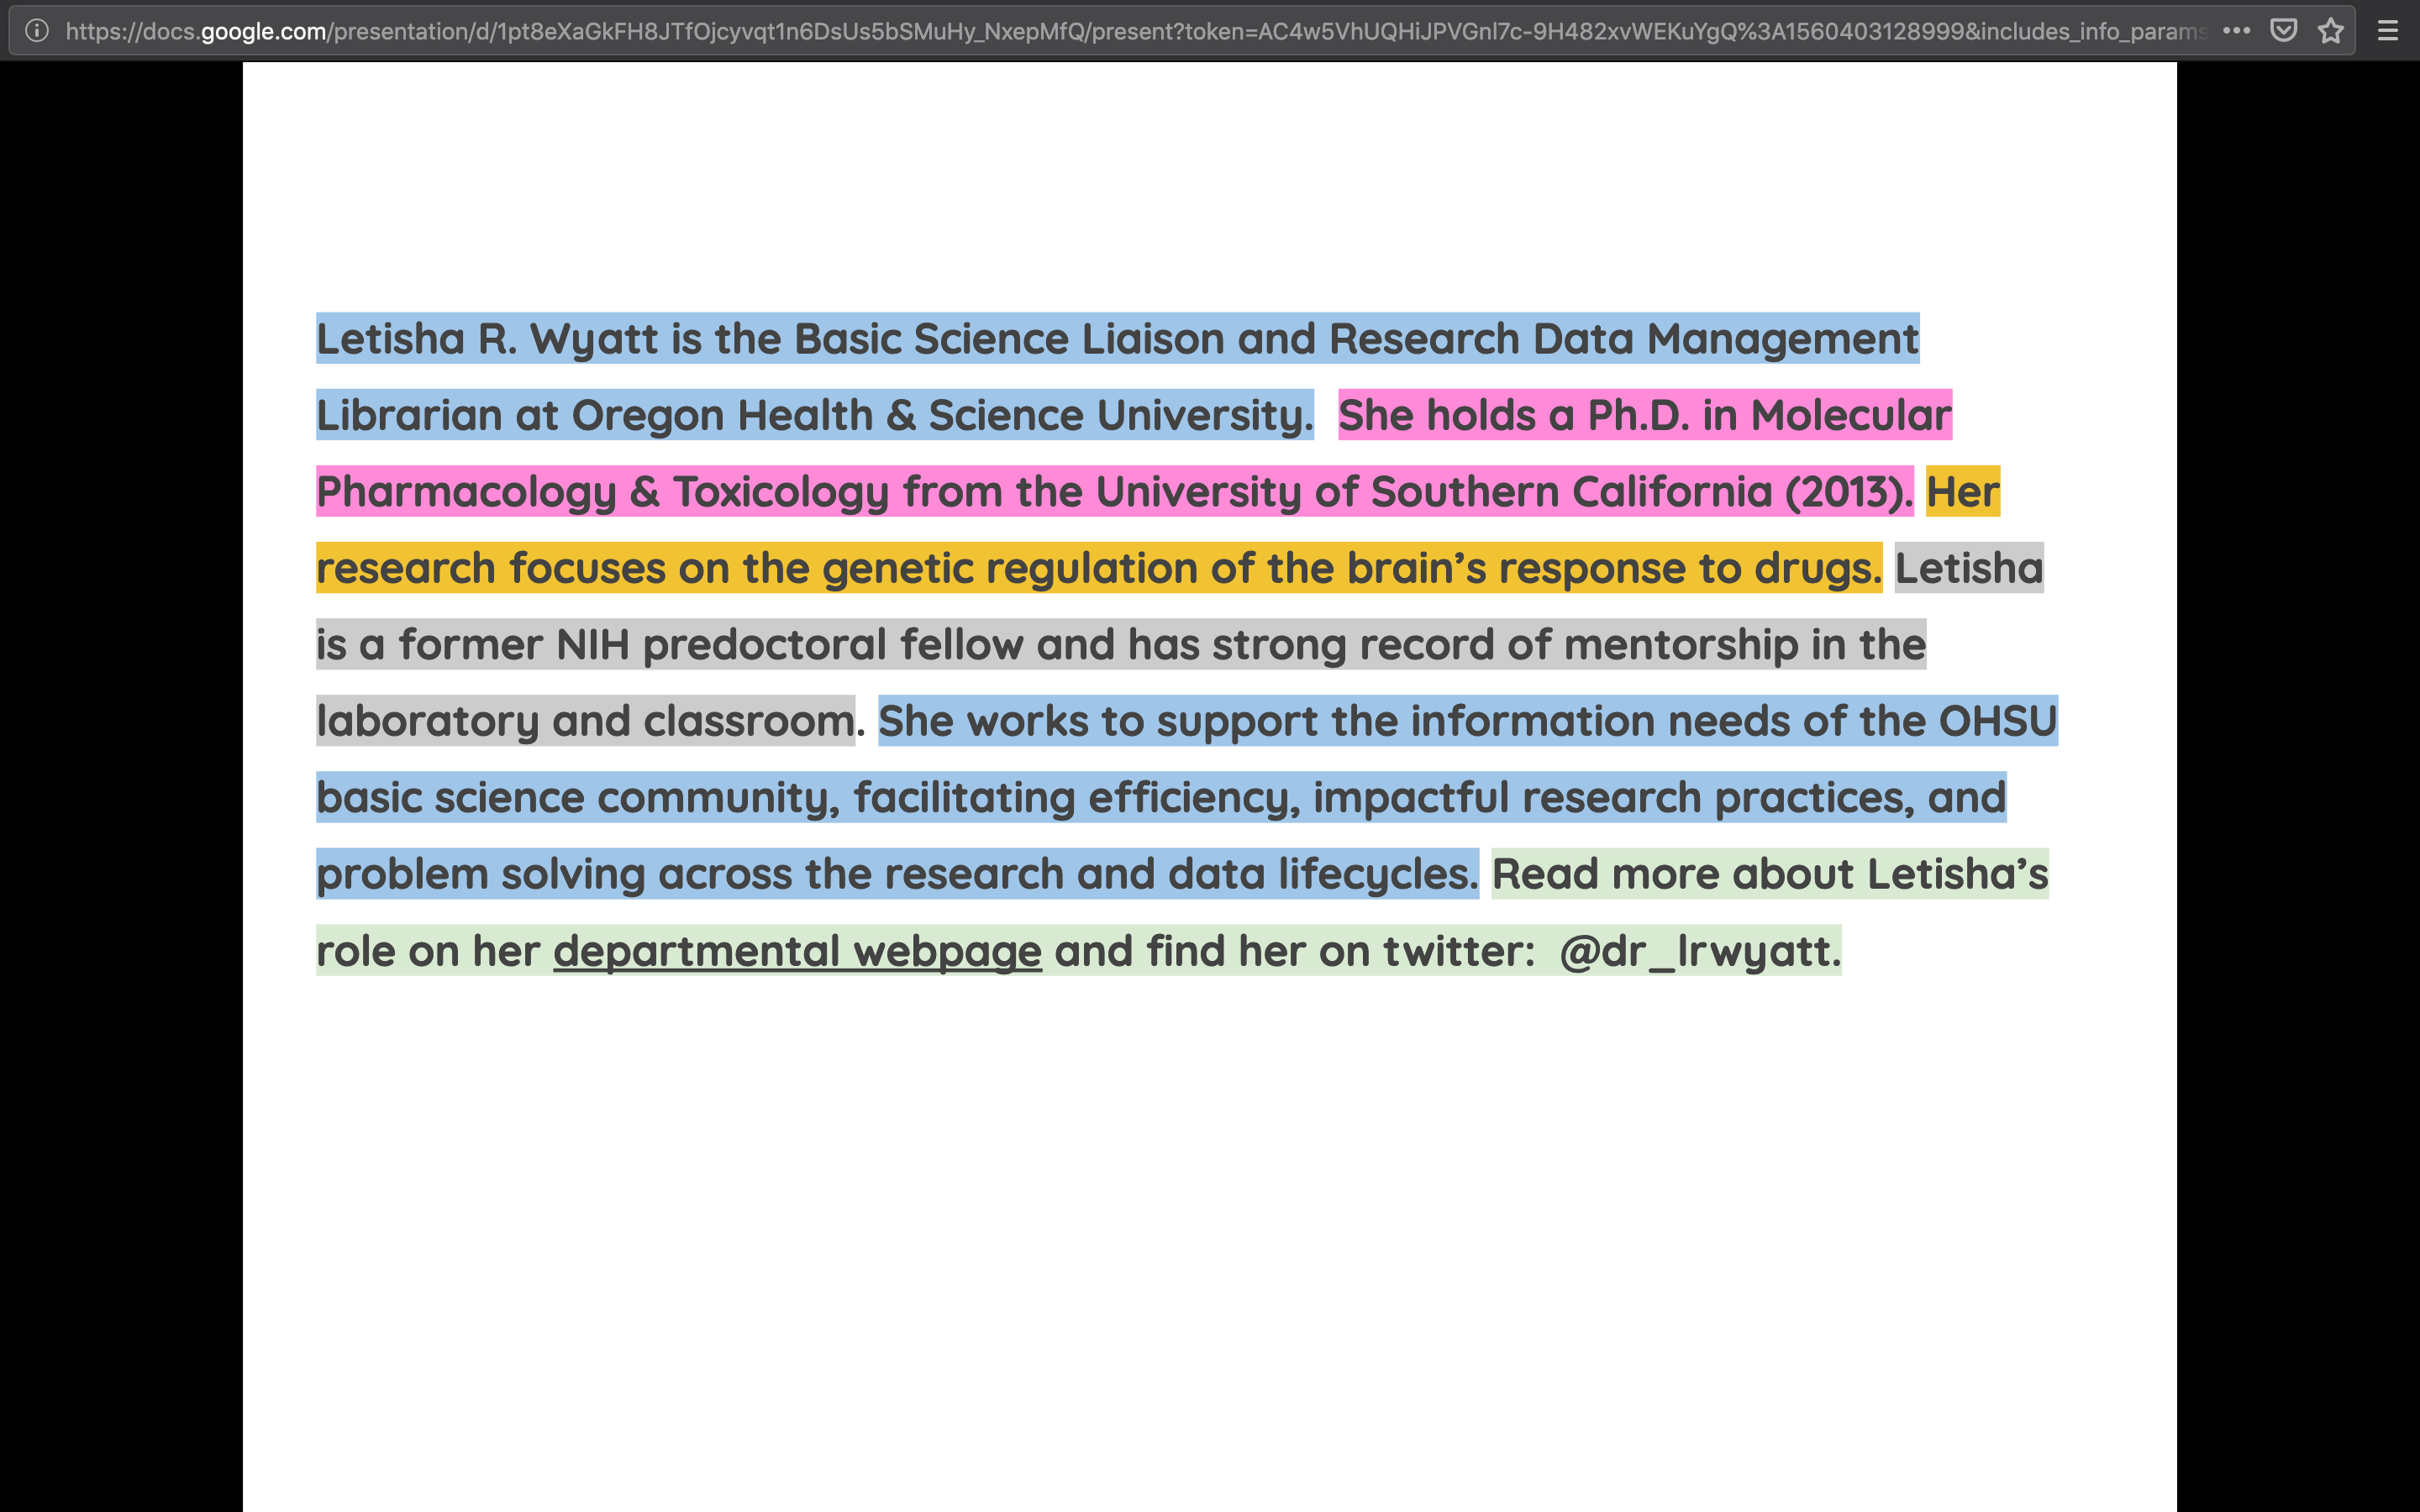 https://docs.google.com/presentation/d/1pt8eXaGkFH8JTfOjcyvqt1n6DsUs5bSMuHy_NxepMfQ/present?token=AC4w5VhUQHiJPVGnl7c-9H482xvWEKuYgQ%3A1560403128999&includes_info_params
Letisha R. Wyatt is the Basic Science Liaison and Research Data Management
Librarian at Oregon Health & Science University.  She holds a Ph.D. in Molecular
Pharmacology & Toxicology from the University of Southern California (2013). Her
research focuses on the genetic regulation of the brain’s response to drugs. Letisha
is a former NIH predoctoral fellow and has strong record of mentorship in the
laboratory and classroom. She works to support the information needs of the OHSU
basic science community, facilitating efficiency, impactful research practices, and
problem solving across the research and data lifecycles. Read more about Letisha’s
role on her departmental webpage and find her on twitter:  @dr_lrwyatt.